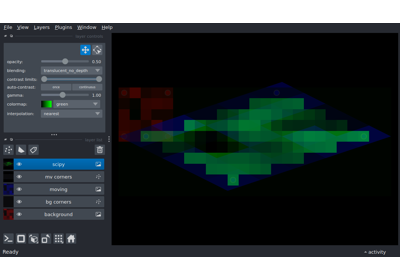 File View Layers Plugins Window Help
opacity: 0.50
blending: translucent_no_depth
contrast limits:
auto-contrast: once continuous
gamma: 1.00
colormap: green
interpolation: nearest
scipy
mv corners
moving
bg corners
background
Ready
activity